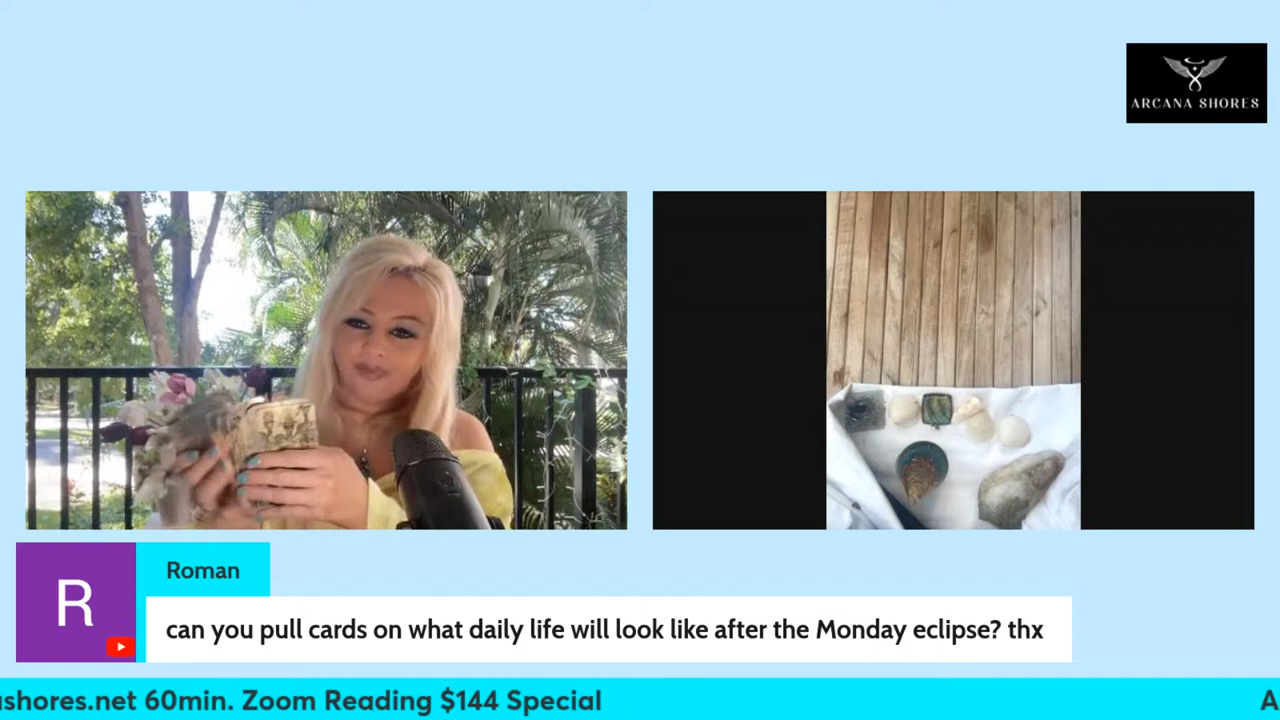 ARCANA SHORES
R
Roman
can you pull cards on what daily life will look like after the Monday eclipse? thx
ashores.net 60min. Zoom Reading $144 Special
A